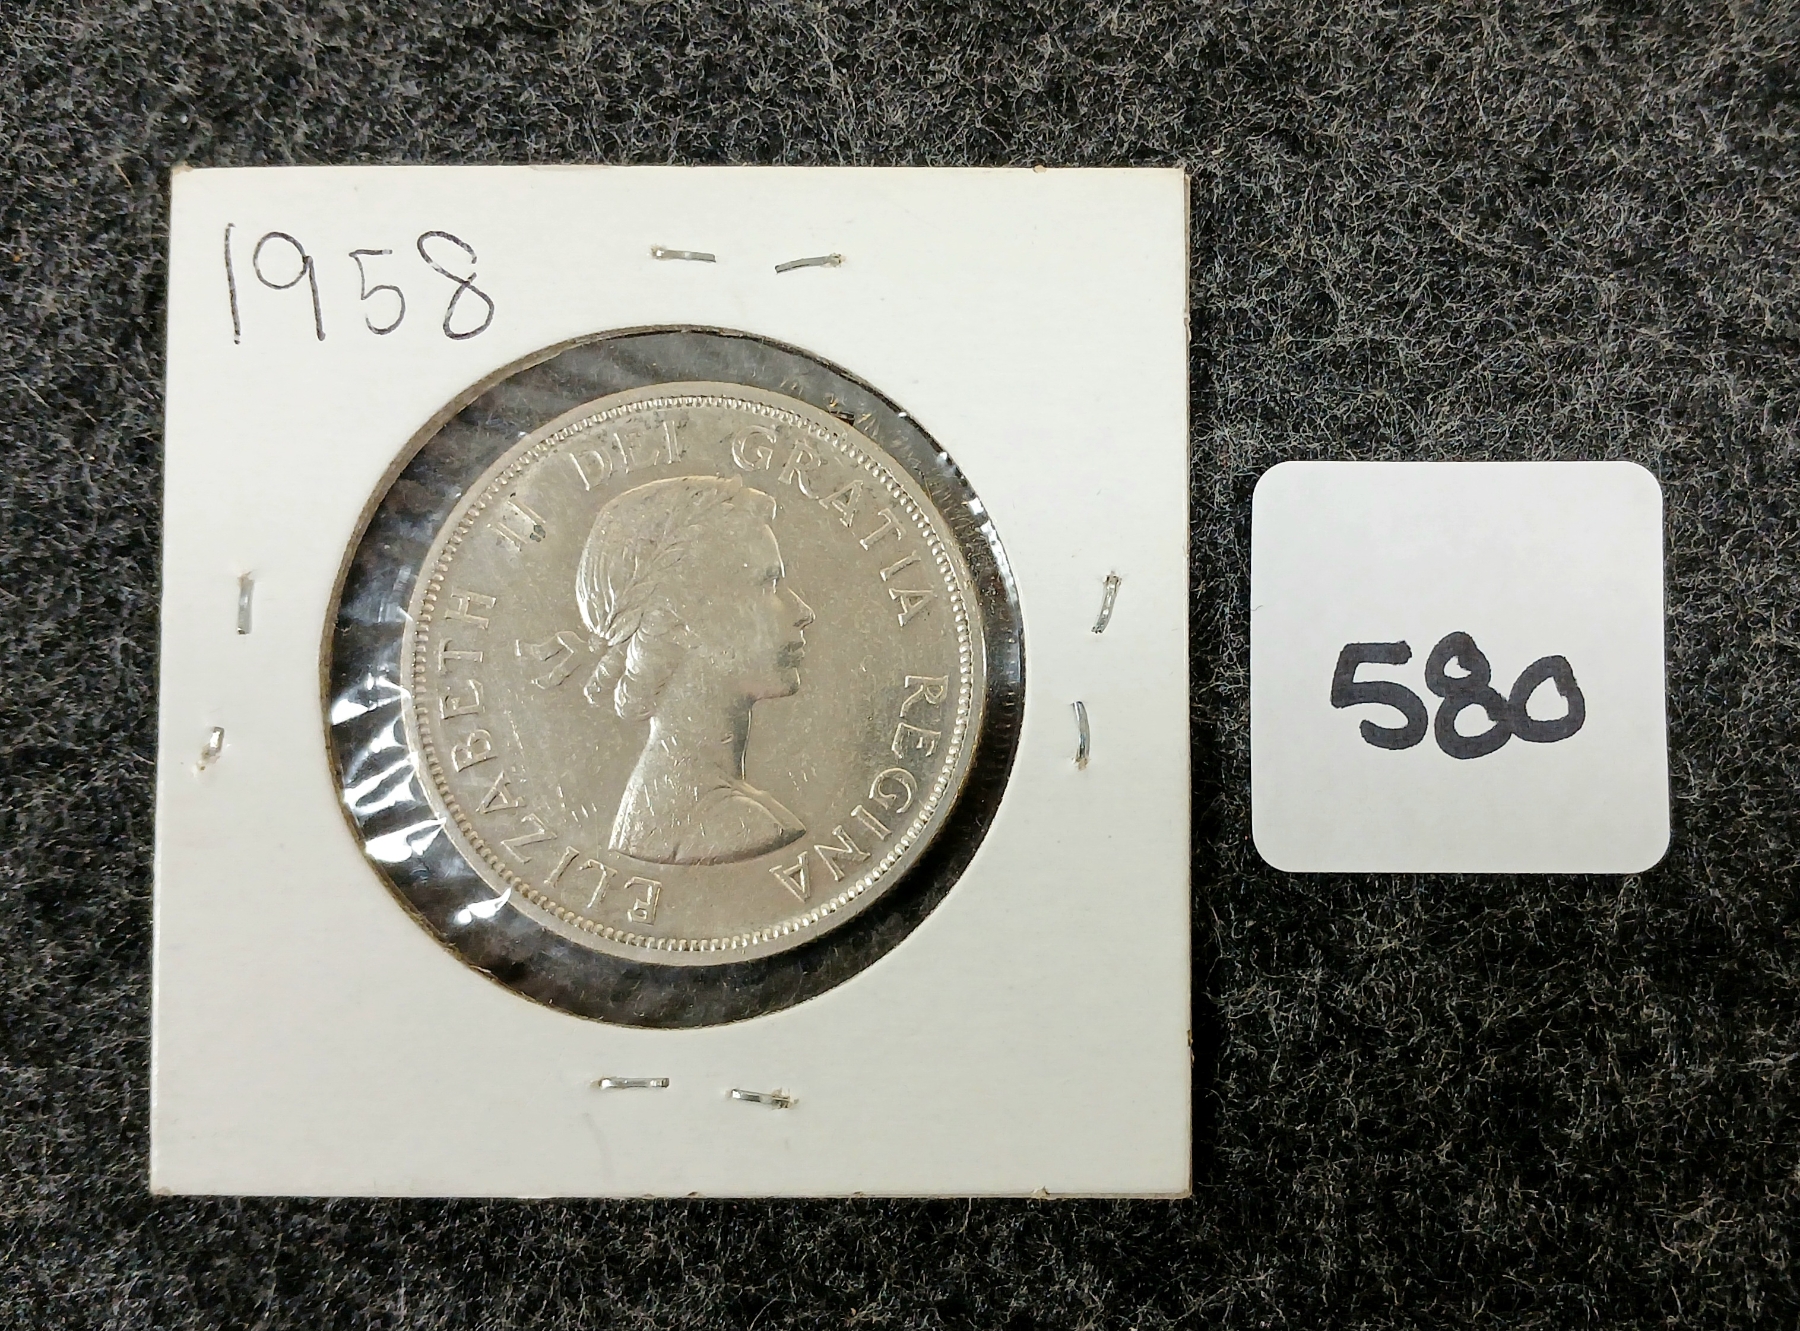 1958
ELIZABETH II DEI GRATIA REGINA
580